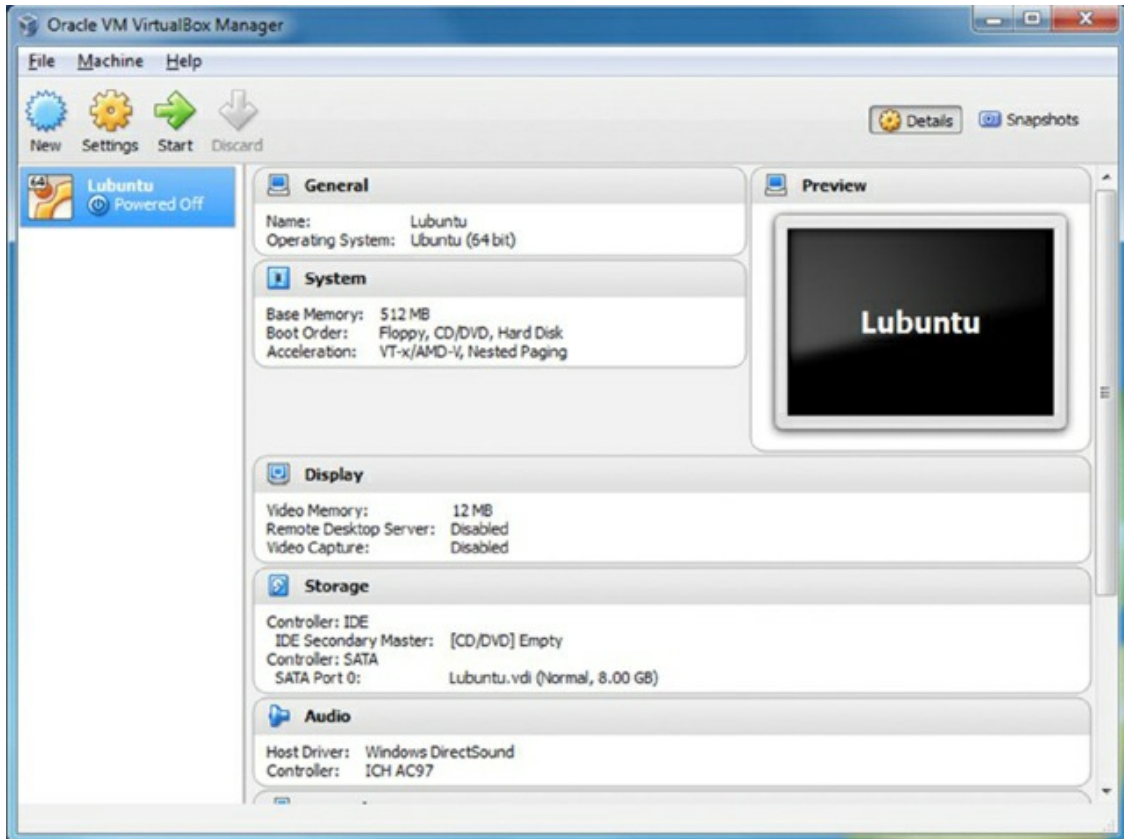 Oracle VM VirtualBox Manager
File Machine Help
New Settings Start Discard
Details Snapshots
64
Lubuntu
Powered Off
General
Name: Lubuntu
Operating System: Ubuntu (64 bit)
System
Base Memory: 512 MB
Boot Order: Floppy, CD/DVD, Hard Disk
Acceleration: VT-x/AMD-V, Nested Paging
Preview
Lubuntu
Display
Video Memory: 12 MB
Remote Desktop Server: Disabled
Video Capture: Disabled
Storage
Controller: IDE
IDE Secondary Master: [CD/DVD] Empty
Controller: SATA
SATA Port 0: Lubuntu.vdi (Normal, 8.00 GB)
Audio
Host Driver: Windows DirectSound
Controller: ICH AC97